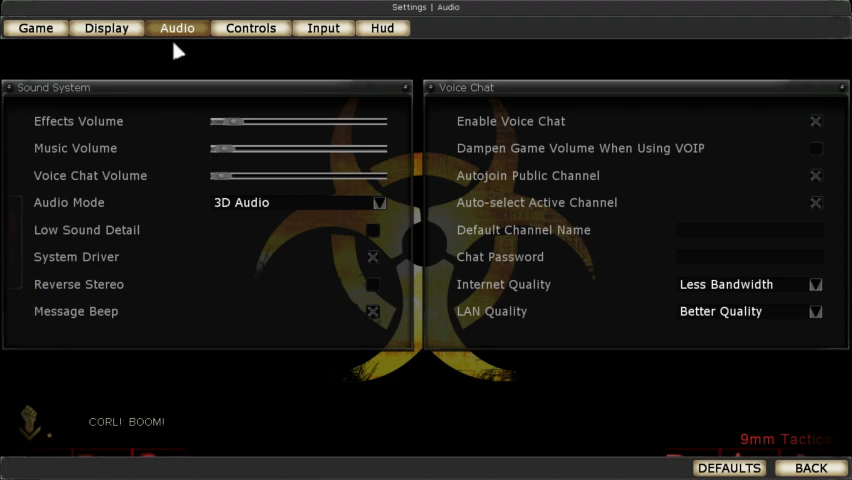 Settings | Audio
Game Display Audio Controls Input Hud
Sound System
Effects Volume
Music Volume
Voice Chat Volume
Audio Mode 3D Audio
Low Sound Detail
System Driver
Reverse Stereo
Message Beep
Voice Chat
Enable Voice Chat
Dampen Game Volume When Using VOIP
Autojoin Public Channel
Auto-select Active Channel
Default Channel Name
Chat Password
Internet Quality Less Bandwidth
LAN Quality Better Quality
CORLI: BOOM!
9mm Tactical
DEFAULTS BACK